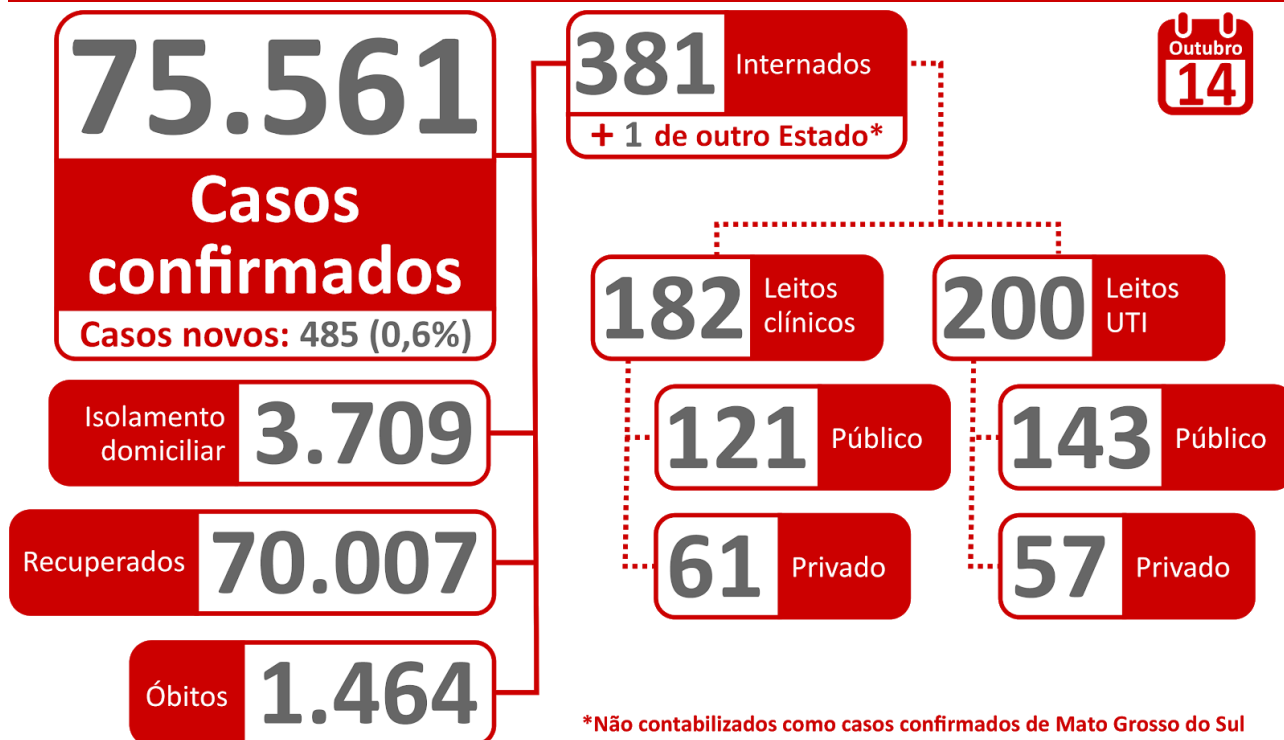 75.561
Casos
confirmados
Casos novos: 485 (0,6%)
381 Internados
+ 1 de outro Estado*
Outubro
14
182 Leitos
clínicos
200 Leitos
UTI
Isolamento
domiciliar
3.709
121 Público
143 Público
Recuperados 70.007
61 Privado
57 Privado
Óbitos 1.464
*Não contabilizados como casos confirmados de Mato Grosso do Sul